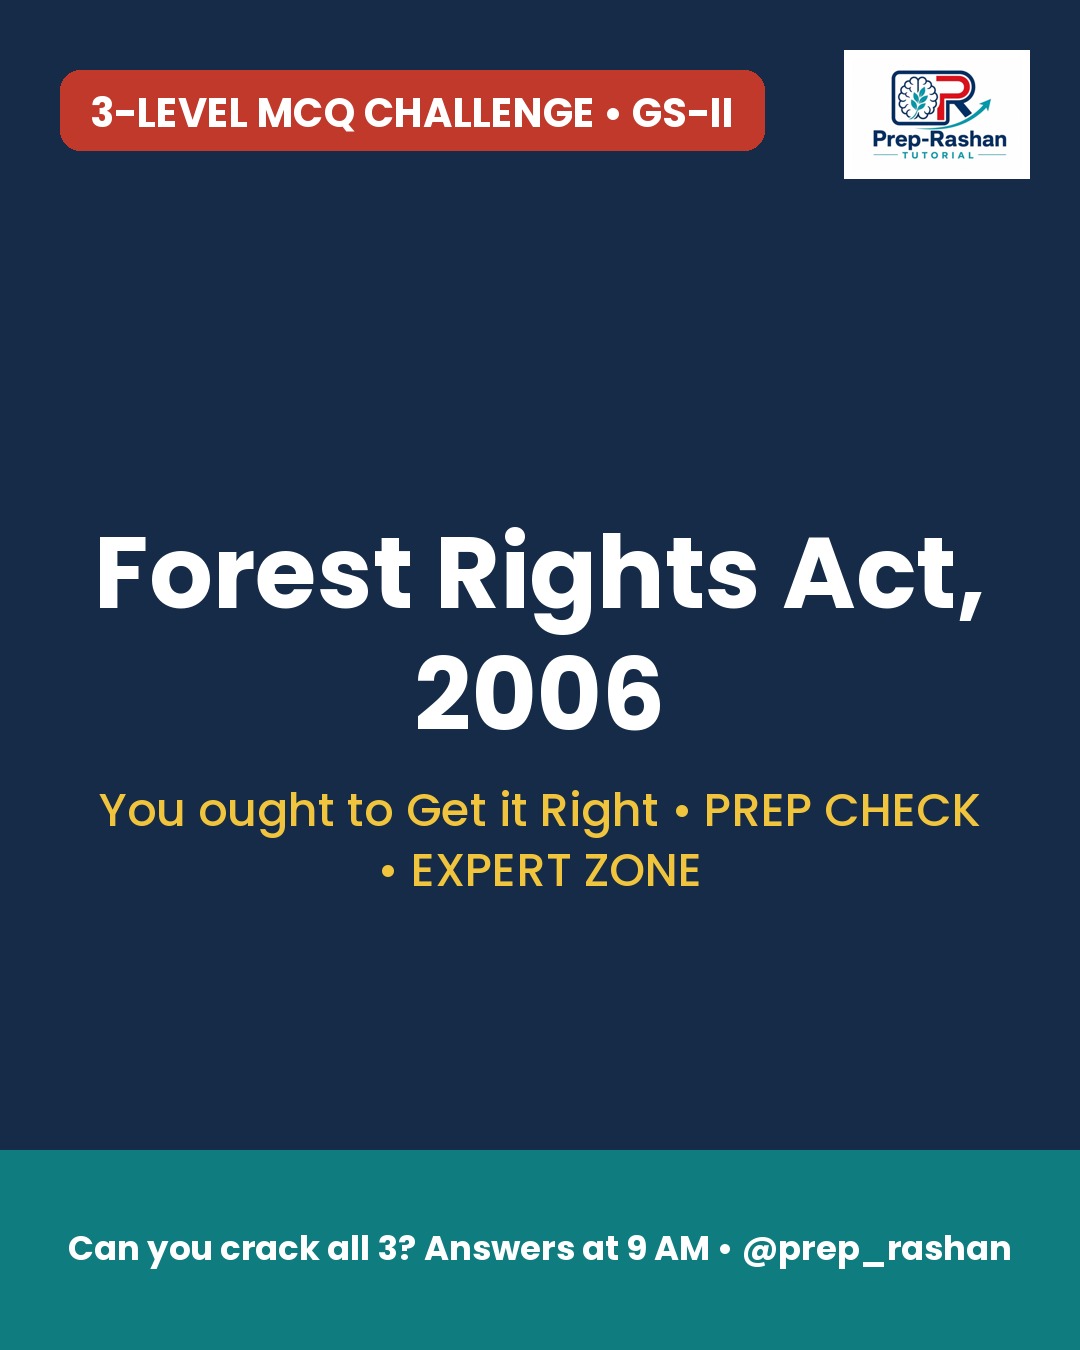 3-LEVEL MCQ CHALLENGE • GS-II
PR
Prep-Rashan
TUTORIAL
Forest Rights Act,
2006
You ought to Get it Right • PREP CHECK
• EXPERT ZONE
Can you crack all 3? Answers at 9 AM • @prep_rashan